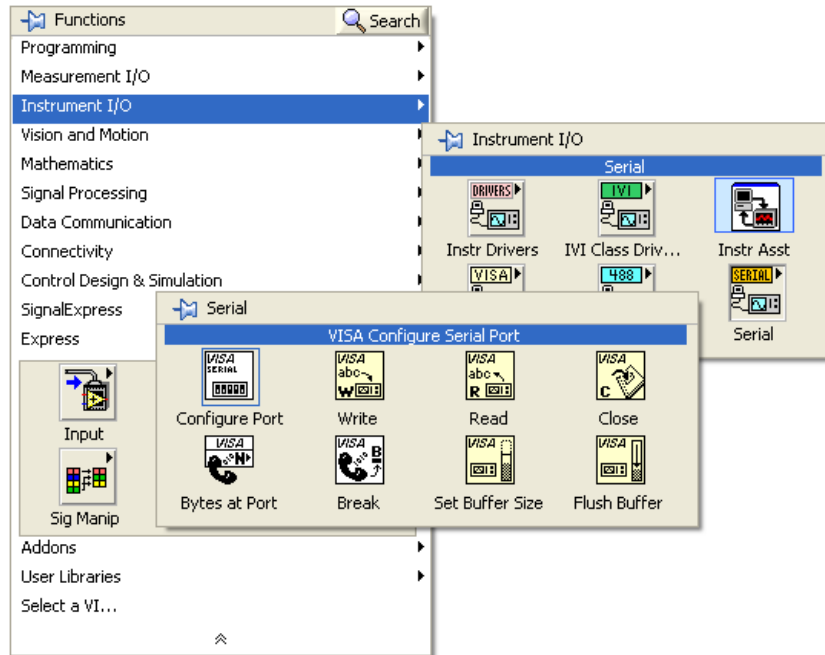 Functions
Search
Programming
Measurement I/O
Instrument I/O
Vision and Motion
Mathematics
Signal Processing
Data Communication
Connectivity
Control Design & Simulation
SignalExpress
Express
Input
Sig Manip
Addons
User Libraries
Select a VI...
Instrument I/O
Serial
DRIVERS
IVI
Instr Drivers
IVI Class Driv...
Instr Asst
VISA
488
SERIAL
Serial
Serial
VISA Configure Serial Port
VISA
SERIAL
VISA
abc
W
VISA
abc
R
VISA
C
Configure Port
Write
Read
Close
VISA
N
B
VISA
VISA
VISA
Bytes at Port
Break
Set Buffer Size
Flush Buffer